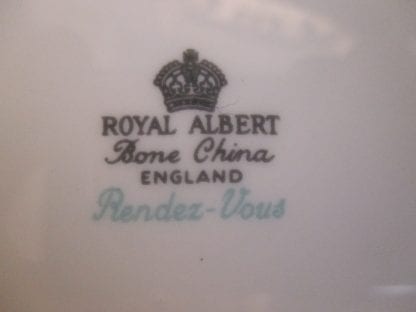 ROYAL ALBERT
Bone China
ENGLAND
Rendez-Vous